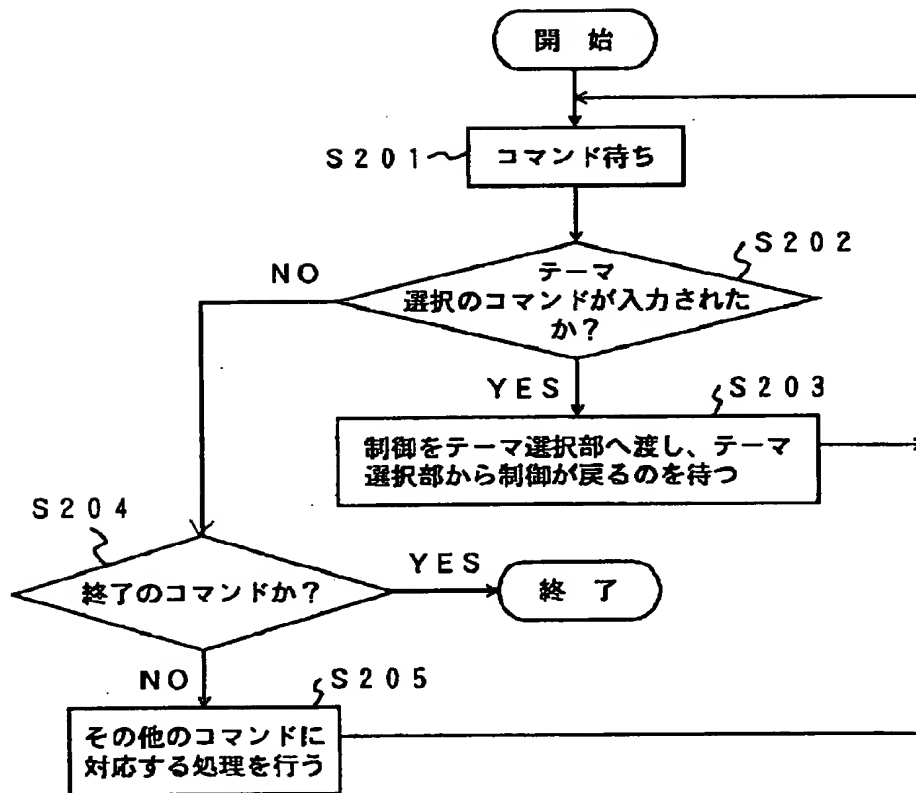 開 始
S201
コマンド待ち
S202
テーマ
選択のコマンドが入力された
か？
NO
YES
S203
制御をテーマ選択部へ渡し、テーマ
選択部から制御が戻るのを待つ
S204
終了のコマンドか？
YES
終 了
NO
S205
その他のコマンドに
対応する処理を行う